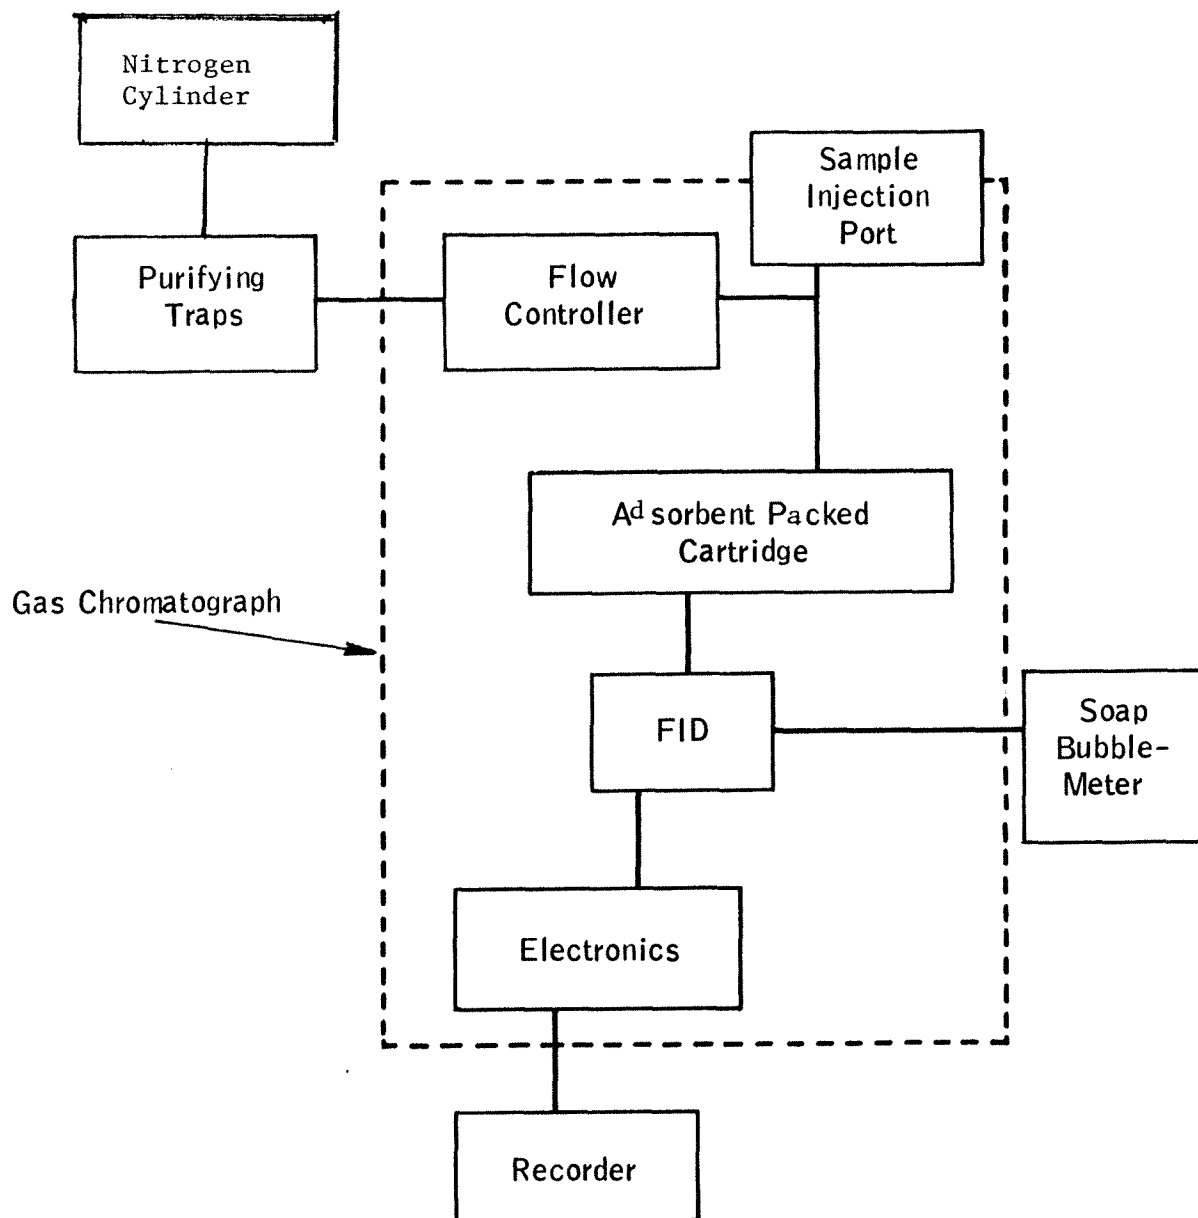 Nitrogen
Cylinder
Sample
Injection
Port
Purifying
Traps
Flow
Controller
Adsorbent Packed
Cartridge
Gas Chromatograph
FID
Soap
Bubble-
Meter
Electronics
Recorder